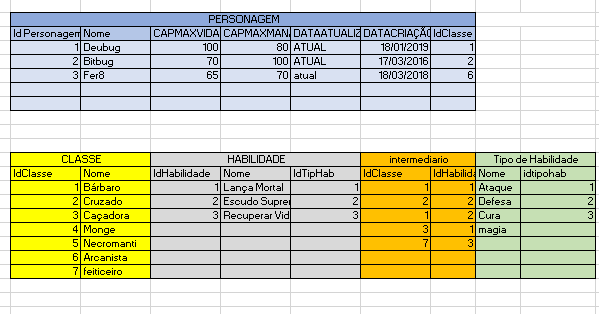 PERSONAGEM
Id Personagem Nome CAPMAXVIDA CAPMAXMANA DATAATUALIZ DATACRIAÇÃO IdClasse
1 Deubug 100 80 ATUAL 18/01/2019 1
2 Bitbug 70 100 ATUAL 17/03/2016 2
3 Fer8 65 70 atual 18/03/2018 6
CLASSE HABILIDADE intermediario Tipo de Habilidade
IdClasse Nome IdHabilidade Nome IdTipHab IdClasse IdHabilida Nome idtipohab
1 Bárbaro 1 Lança Mortal 1 1 1 Ataque 1
2 Cruzado 2 Escudo Suprem 2 2 2 Defesa 2
3 Caçadora 3 Recuperar Vid 3 1 2 Cura 3
4 Monge 3 1 magia
5 Necromanti 7 3
6 Arcanista
7 feiticeiro